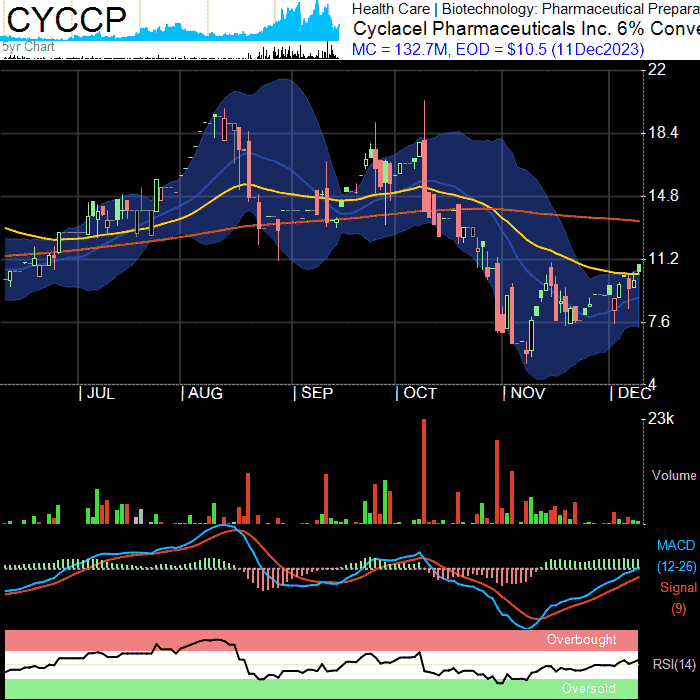 CYCCP
5yr Chart
Health Care | Biotechnology: Pharmaceutical Prepara
Cyclacel Pharmaceuticals Inc. 6% Conve
MC = 132.7M, EOD = $10.5 (11Dec2023)
22
18.4
14.8
11.2
7.6
4
| JUL | AUG | SEP | OCT | NOV | DEC
23k
Volume
MACD
(12-26)
Signal
(9)
Overbought
RSI(14)
Oversold